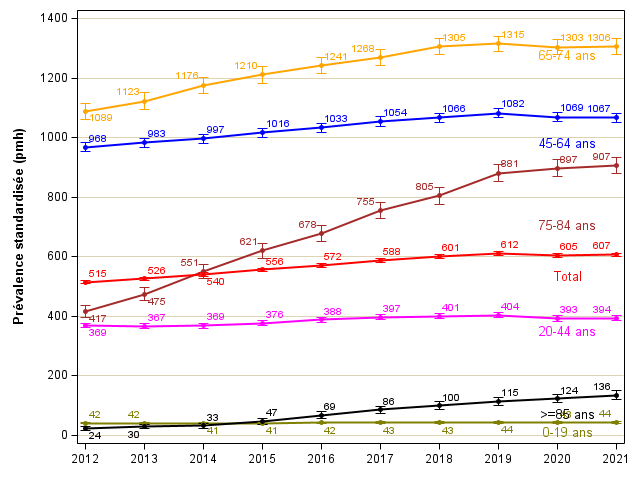 Prévalence standardisée (pmh)
1400
1200
1000
800
600
400
200
0
1089 1123 1176 1210 1241 1268 1305 1315 1303 1306
65-74 ans
968 983 997 1016 1033 1054 1066 1082 1069 1067
45-64 ans
417 475 551 621 678 755 805 881 897 907
75-84 ans
515 526 540 556 572 588 601 612 605 607
Total
369 367 369 376 388 397 401 404 393 394
20-44 ans
24 30 33 47 69 86 100 115 124 136
>=85 ans
42 42 41 41 42 43 43 44 44
0-19 ans
2012 2013 2014 2015 2016 2017 2018 2019 2020 2021